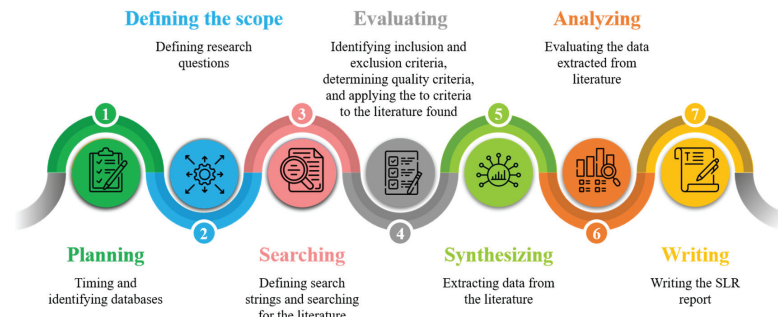 Defining the scope
Defining research
questions
Evaluating
Identifying inclusion and
exclusion criteria,
determining quality criteria,
and applying the to criteria
to the literature found
Analyzing
Evaluating the data
extracted from
literature
1
3
5
7
2
4
6
Planning
Timing and
identifying databases
Searching
Defining search
strings and searching
for the literature
Synthesizing
Extracting data from
the literature
Writing
Writing the SLR
report